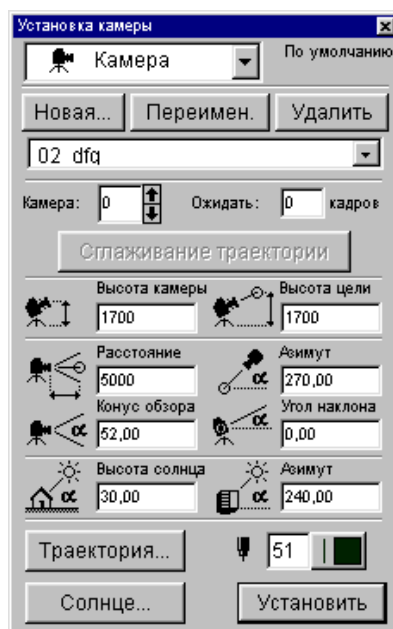 Установка камеры
Камера По умолчанию
Новая... Переимен. Удалить
02 dfq
Камера: 0 Ожидать: 0 кадров
Сглаживание траектории
Высота камеры Высота цели
1700 1700
Расстояние Азимут
5000 270,00
Конус обзора Угол наклона
α 52,00 α 0,00
Высота солнца Азимут
α 30,00 α 240,00
Траектория... 51
Солнце... Установить